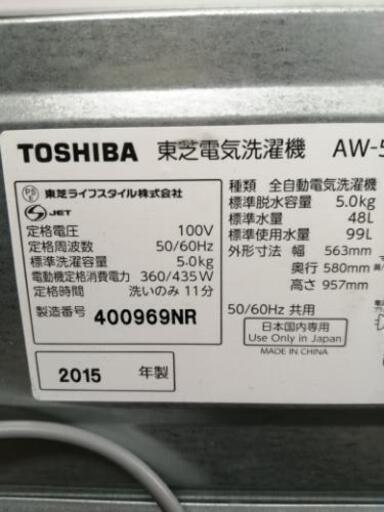 TOSHIBA 東芝電気洗濯機 AW-5
PS E
東芝ライフスタイル株式会社
JET
定格電圧 100V
定格周波数 50/60Hz
標準洗濯容量 5.0kg
電動機定格消費電力 360/435W
定格時間 洗いのみ 11分
製造番号 400969NR
2015 年製
種類 全自動電気洗濯機
標準脱水容量 5.0kg
標準水量 48L
標準使用水量 99L
外形寸法 幅 563mm
奥行 580mm
高さ 957mm
50/60Hz 共用
日本国内専用
Use Only in Japan
MADE IN CHINA